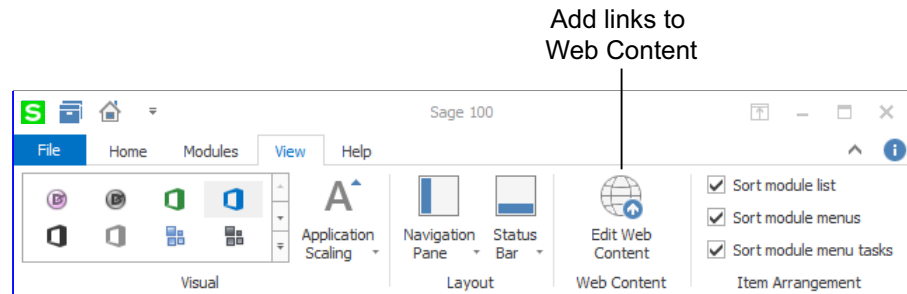 Add links to
Web Content
S
Sage 100
File Home Modules View Help
i
Sort module list
Sort module menus
Sort module menu tasks
A
Application
Scaling
Navigation
Pane
Status
Bar
Edit Web
Content
Visual Layout Web Content Item Arrangement